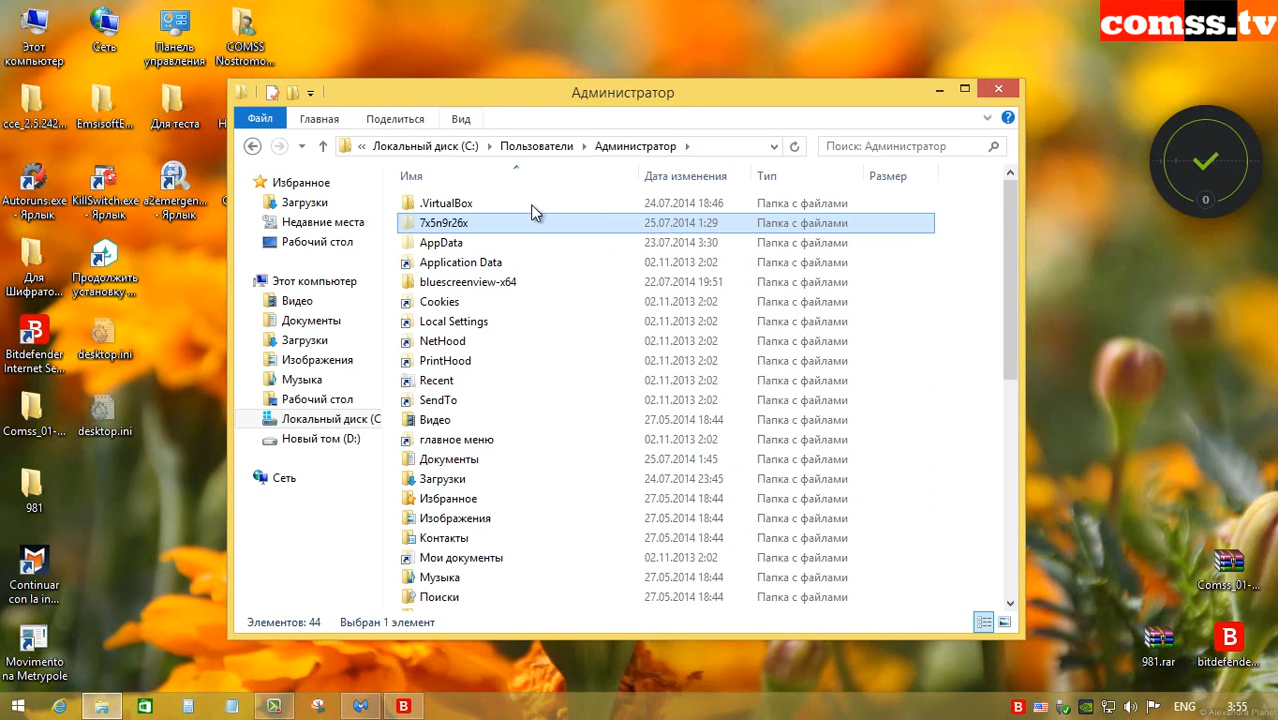 comss.tv
Этот
компьютер
Сеть
Панель
управления
COMSS
Nostromo...
cce_2.5.242...
EmsisoftE...
Для теста
Autoruns.exe
- Ярлык
KillSwitch.exe
- Ярлык
a2emergen...
- Ярлык
Для
Шифрато...
Продолжить
установку ...
Bitdefender
Internet Se...
desktop.ini
Comss_01-...
desktop.ini
981
Continuar
con la in...
Movimento
na Metrypole
Администратор
Файл
Главная
Поделиться
Вид
« Локальный диск (C:)
Пользователи
Администратор
Поиск: Администратор
Имя
Дата изменения
Тип
Размер
Избранное
Загрузки
Недавние места
Рабочий стол
Этот компьютер
Видео
Документы
Загрузки
Изображения
Музыка
Рабочий стол
Локальный диск (C
Новый том (D:)
Сеть
.VirtualBox 24.07.2014 18:46 Папка с файлами
7x5n9r26x 25.07.2014 1:29 Папка с файлами
AppData 23.07.2014 3:30 Папка с файлами
Application Data 02.11.2013 2:02 Папка с файлами
bluescreenview-x64 22.07.2014 19:51 Папка с файлами
Cookies 02.11.2013 2:02 Папка с файлами
Local Settings 02.11.2013 2:02 Папка с файлами
NetHood 02.11.2013 2:02 Папка с файлами
PrintHood 02.11.2013 2:02 Папка с файлами
Recent 02.11.2013 2:02 Папка с файлами
SendTo 02.11.2013 2:02 Папка с файлами
Видео 27.05.2014 18:44 Папка с файлами
главное меню 02.11.2013 2:02 Папка с файлами
Документы 25.07.2014 1:45 Папка с файлами
Загрузки 24.07.2014 23:45 Папка с файлами
Избранное 27.05.2014 18:44 Папка с файлами
Изображения 27.05.2014 18:44 Папка с файлами
Контакты 27.05.2014 18:44 Папка с файлами
Мои документы 02.11.2013 2:02 Папка с файлами
Музыка 27.05.2014 18:44 Папка с файлами
Поиски 27.05.2014 18:44 Папка с файлами
Элементов: 44
Выбран 1 элемент
0
Comss_01-...
981.rar
bitdefende...
ENG
3:55
© Alexandra Planet